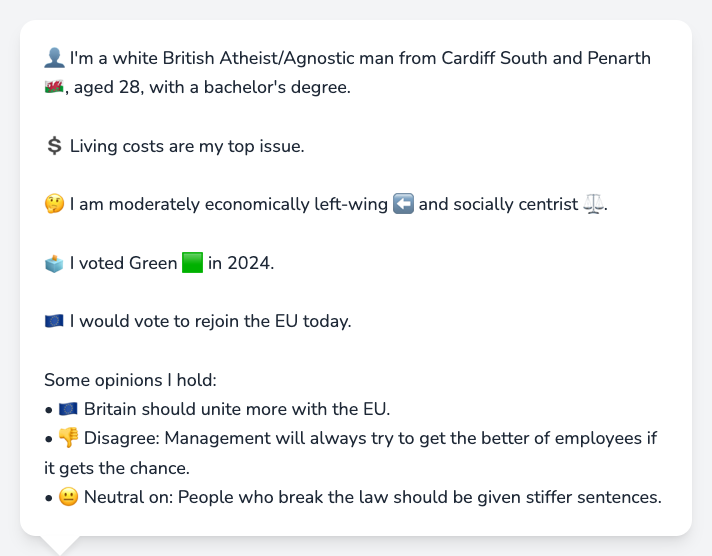 👤 I'm a white British Atheist/Agnostic man from Cardiff South and Penarth
🏴󠁧󠁢󠁷󠁬󠁳󠁿, aged 28, with a bachelor's degree.
💲 Living costs are my top issue.
🤔 I am moderately economically left-wing ⬅️ and socially centrist ⚖️.
🗳️ I voted Green 🟩 in 2024.
🇪🇺 I would vote to rejoin the EU today.
Some opinions I hold:
• 🇪🇺 Britain should unite more with the EU.
• 👎 Disagree: Management will always try to get the better of employees if
it gets the chance.
• 😐 Neutral on: People who break the law should be given stiffer sentences.